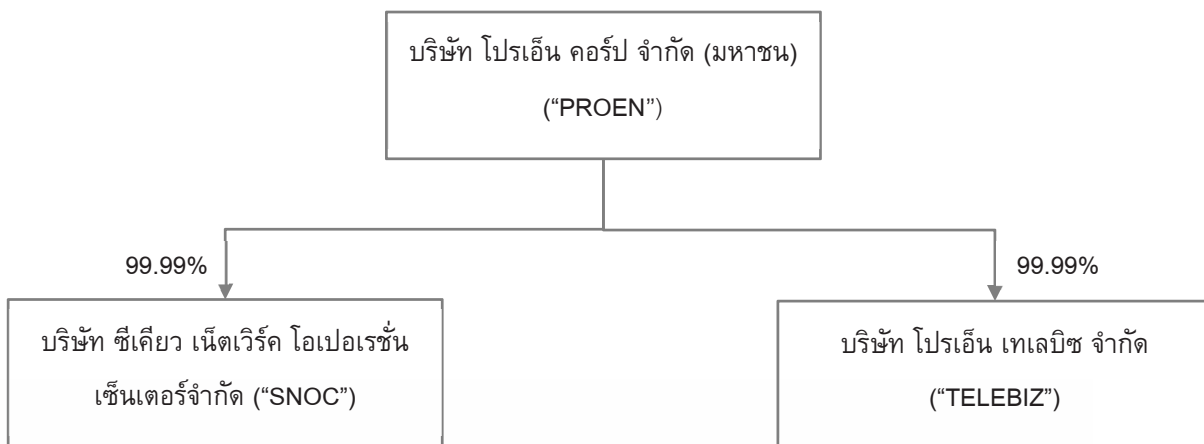 บริษัท โปรเอ็น คอร์ป จำกัด (มหาชน)
(“PROEN”)
99.99%
99.99%
บริษัท ซีเคียว เน็ตเวิร์ค โอเปอเรชั่น
เซ็นเตอร์จำกัด (“SNOC”)
บริษัท โปรเอ็น เทเลบิซ จำกัด
(“TELEBIZ”)